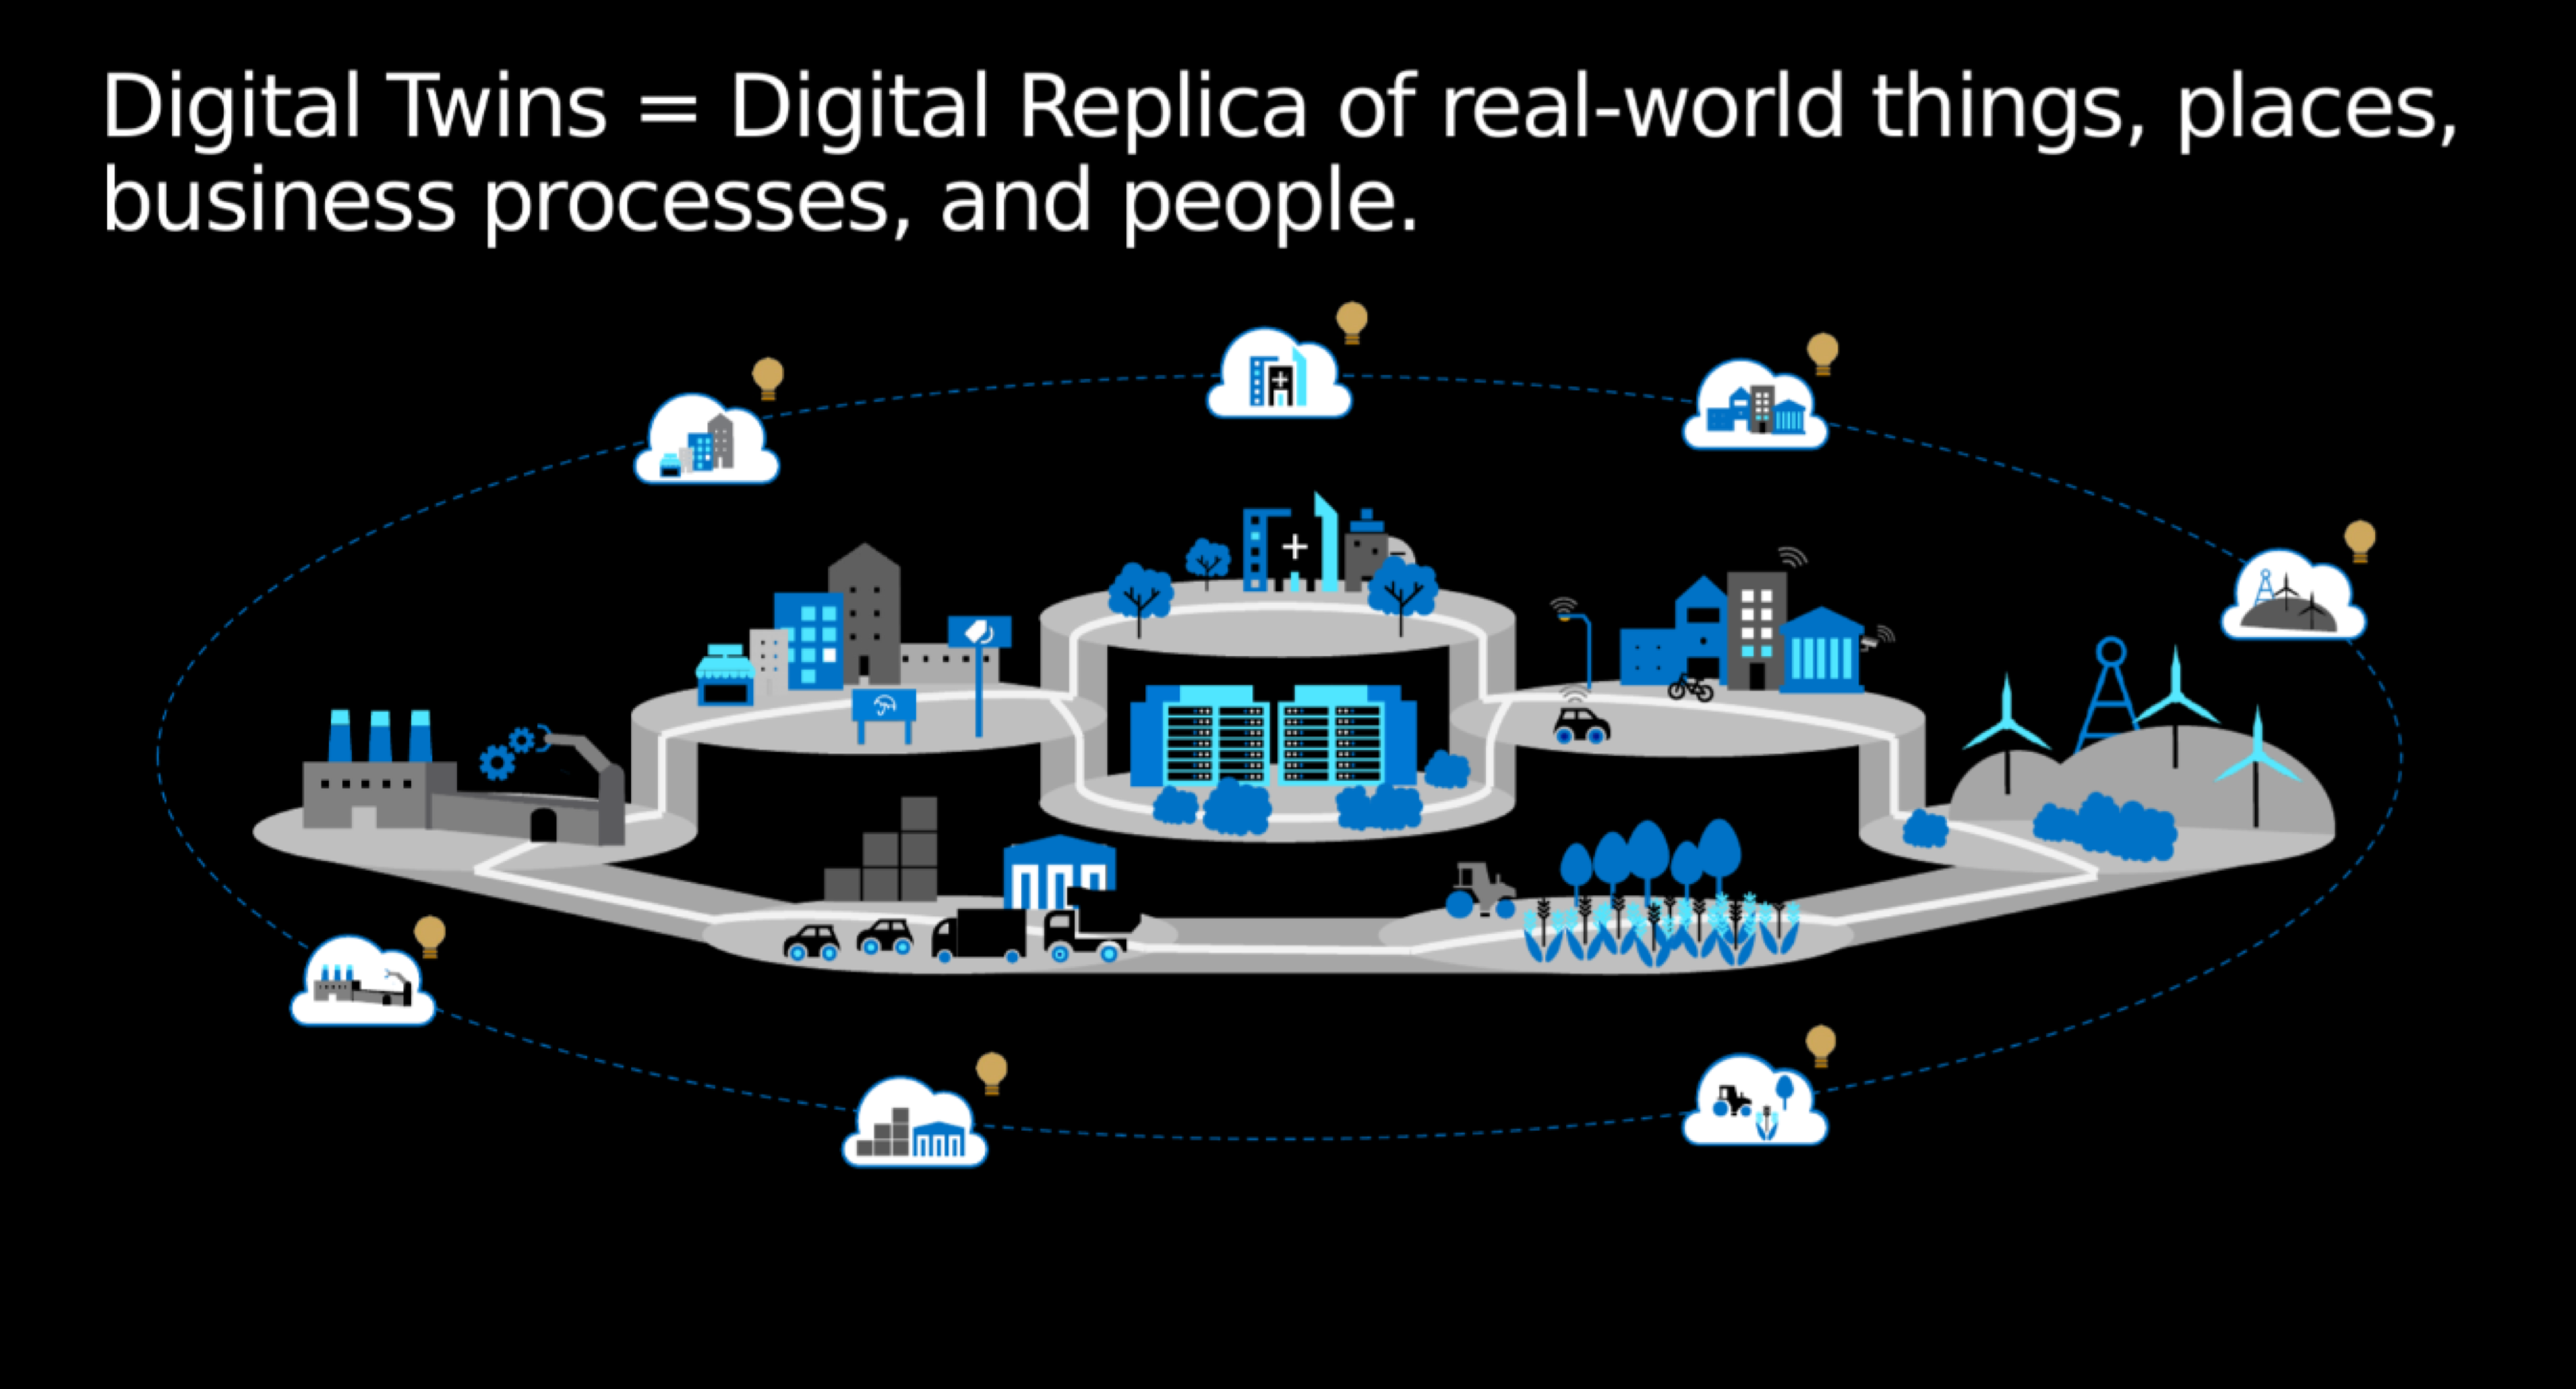 Digital Twins = Digital Replica of real-world things, places,
business processes, and people.